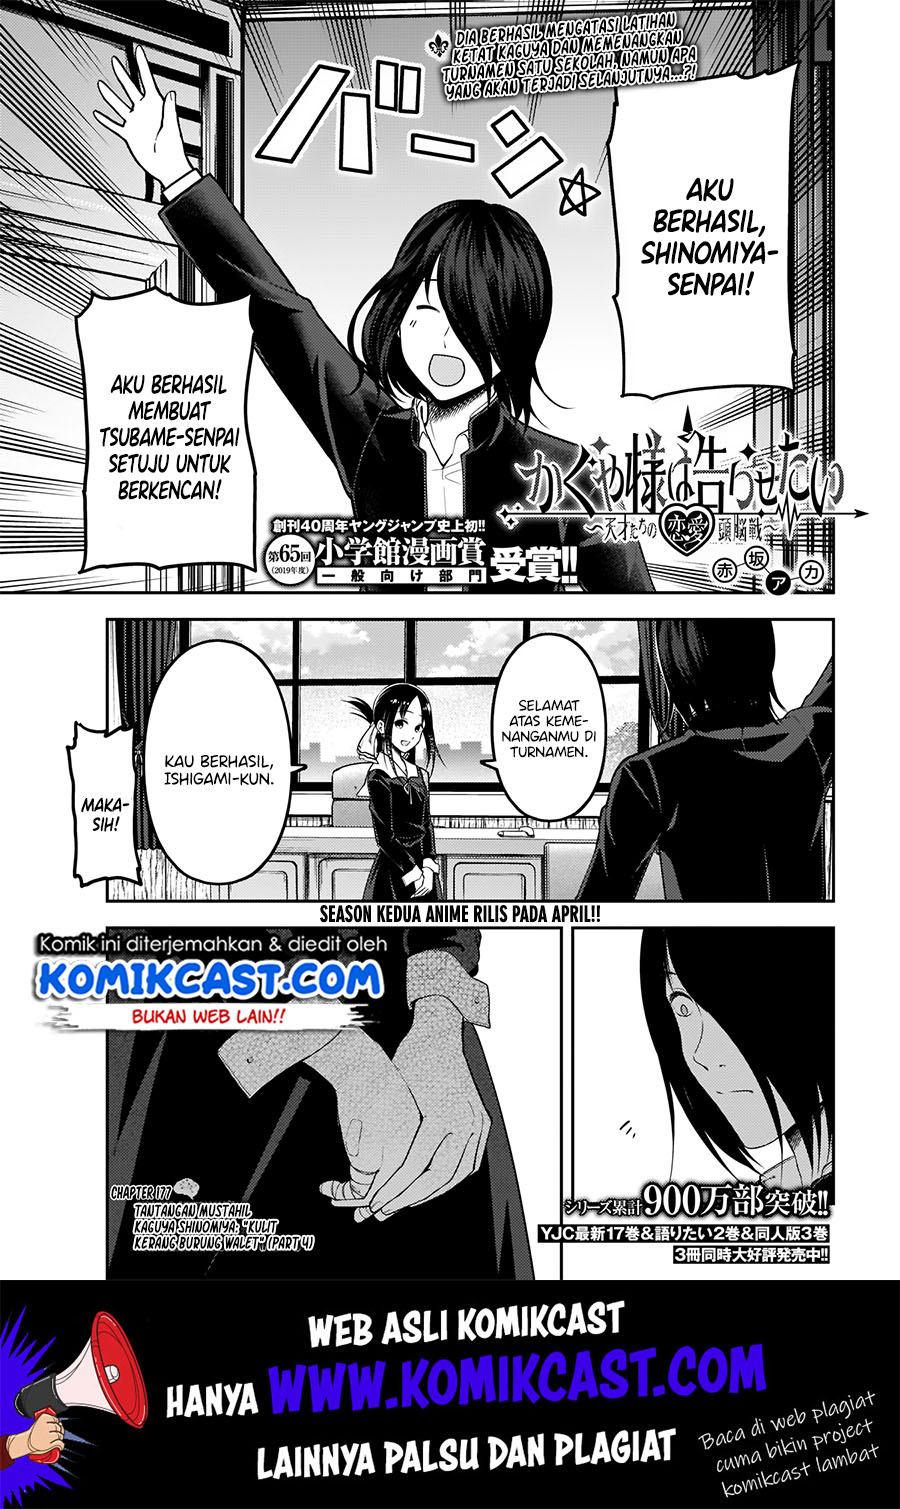 DIA BERHASIL MENGATASI LATIHAN
KETAT KAGUYA DAN MEMENANGKAN
TURNAMEN SATU SEKOLAH, NAMUN APA
YANG AKAN TERJADI SELANJUTNYA...?!
バーン☆
AKU
BERHASIL,
SHINOMIYA-
SENPAI!
AKU BERHASIL
MEMBUAT
TSUBAME-SENPAI
SETUJU UNTUK
BERKENCAN!
かぐや様は告らせたい
〜天才たちの恋愛頭脳戦〜
赤坂アカ
創刊40周年ヤングジャンプ史上初!!
第65回
(2019年度)
小学館漫画賞
一般向け部門
受賞!!
SELAMAT
ATAS KEME-
NANGANMU DI
TURNAMEN.
KAU BERHASIL,
ISHIGAMI-KUN.
MAKA-
SIH!
SEASON KEDUA ANIME RILIS PADA APRIL!!
Komik ini diterjemahkan & diedit oleh
KOMIKCAST.COM
BUKAN WEB LAIN!!
CHAPTER 177
TANTANGAN MUSTAHIL
KAGUYA SHINOMIYA: "KULIT
KERANG BURUNG WALET" (PART 4)
シリーズ累計900万部突破!!
YJC最新17巻&語りたい2巻&同人版3巻
3冊同時大好評発売中!!
WEB ASLI KOMIKCAST
HANYA WWW.KOMIKCAST.COM
LAINNYA PALSU DAN PLAGIAT
Baca di web plagiat
cuma bikin project
komikcast lambat